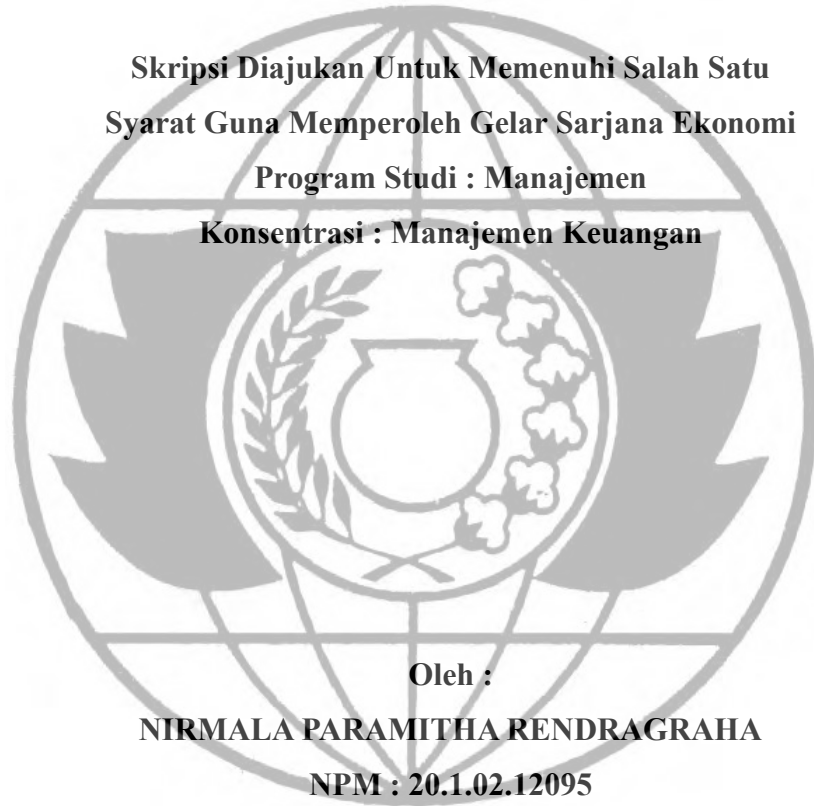 Skripsi Diajukan Untuk Memenuhi Salah Satu
Syarat Guna Memperoleh Gelar Sarjana Ekonomi
Program Studi : Manajemen
Konsentrasi : Manajemen Keuangan
Oleh :
NIRMALA PARAMITHA RENDRAGRAHA
NPM : 20.1.02.12095